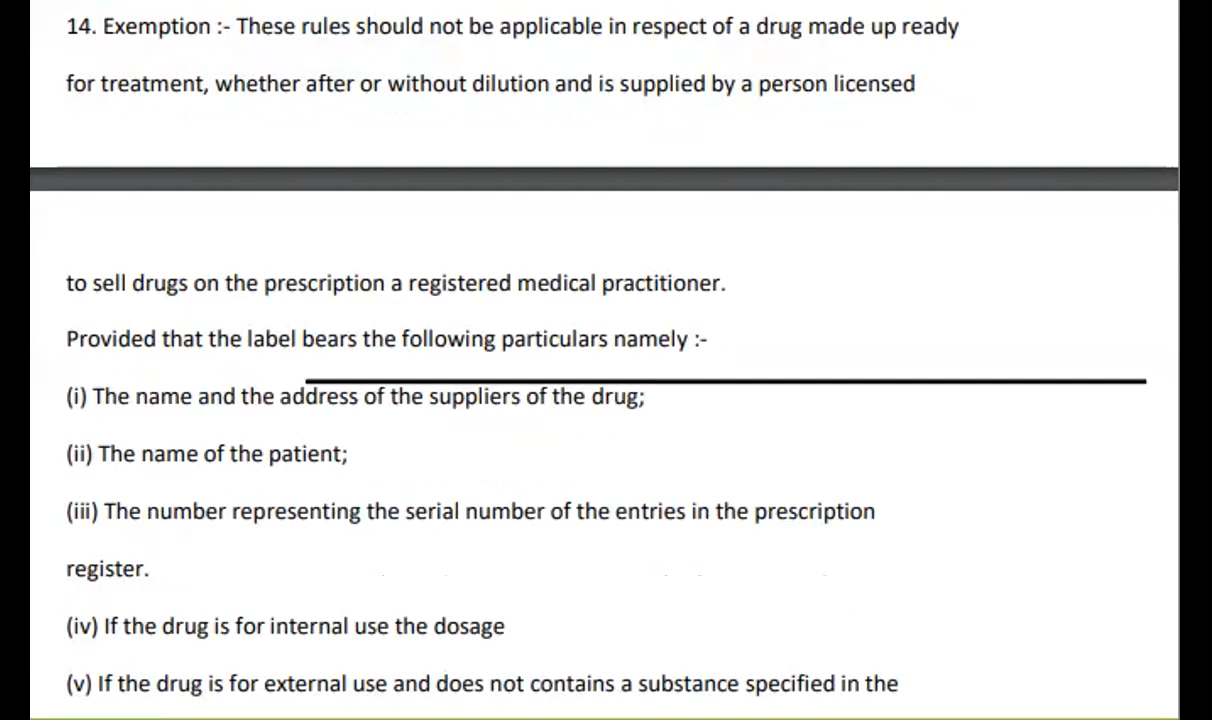 14. Exemption :- These rules should not be applicable in respect of a drug made up ready
for treatment, whether after or without dilution and is supplied by a person licensed
to sell drugs on the prescription a registered medical practitioner.
Provided that the label bears the following particulars namely :-
(i) The name and the address of the suppliers of the drug;
(ii) The name of the patient;
(iii) The number representing the serial number of the entries in the prescription
register.
(iv) If the drug is for internal use the dosage
(v) If the drug is for external use and does not contains a substance specified in the